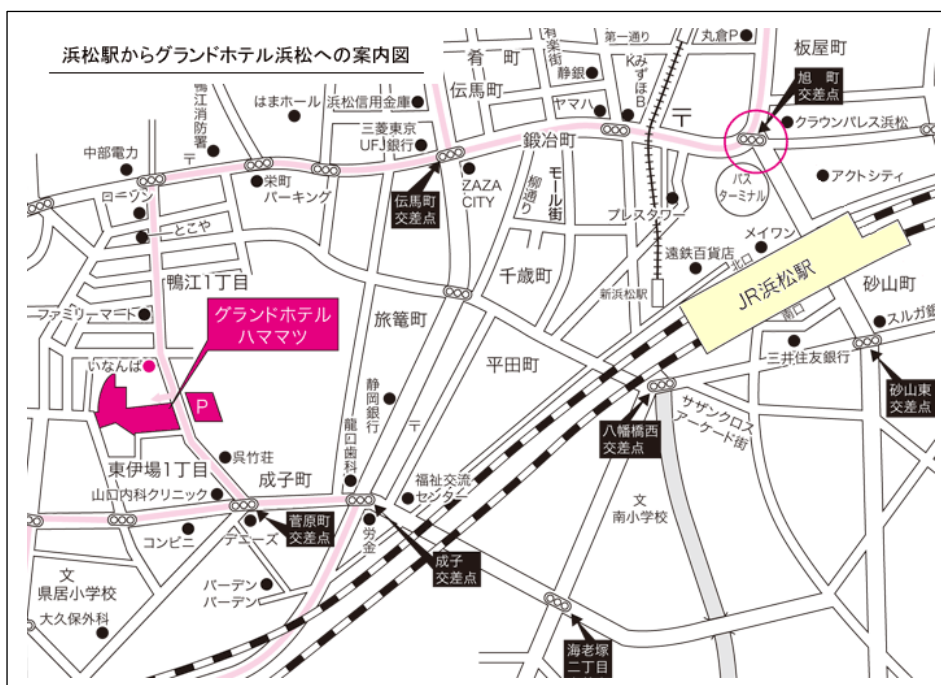 浜松駅からグランドホテル浜松への案内図
鴨江消防署
はまホール
浜松信用金庫
三菱東京
UFJ銀行
肴町
伝馬町
有楽街
静銀
ヤマハ
第一通り
みずほB
K
丸倉P
板屋町
旭町
交差点
クラウンパレス浜松
鍛冶町
〒
中部電力
〒
ローソン
栄町
パーキング
伝馬町
交差点
ZAZA
CITY
柳通り
モール街
プレスタワー
バス
ターミナル
アクトシティ
とこや
メイワン
遠鉄百貨店
北口
千歳町
新浜松駅
JR浜松駅
砂山町
鴨江1丁目
ファミリーマート
グランドホテル
ハママツ
旅篭町
南口
スルガ銀
三井住友銀行
平田町
いなんば
P
静岡銀行
砂山東
交差点
サザンクロス
アーケード街
八幡橋西
交差点
〒
龍口歯科
東伊場1丁目
呉竹荘
成子町
山口内科クリニック
福祉交流
センター
文
南小学校
菅原町
交差点
コンビニ
デニーズ
労金
成子
交差点
文
県居小学校
バーデン
バーデン
大久保外科
海老塚
二丁目